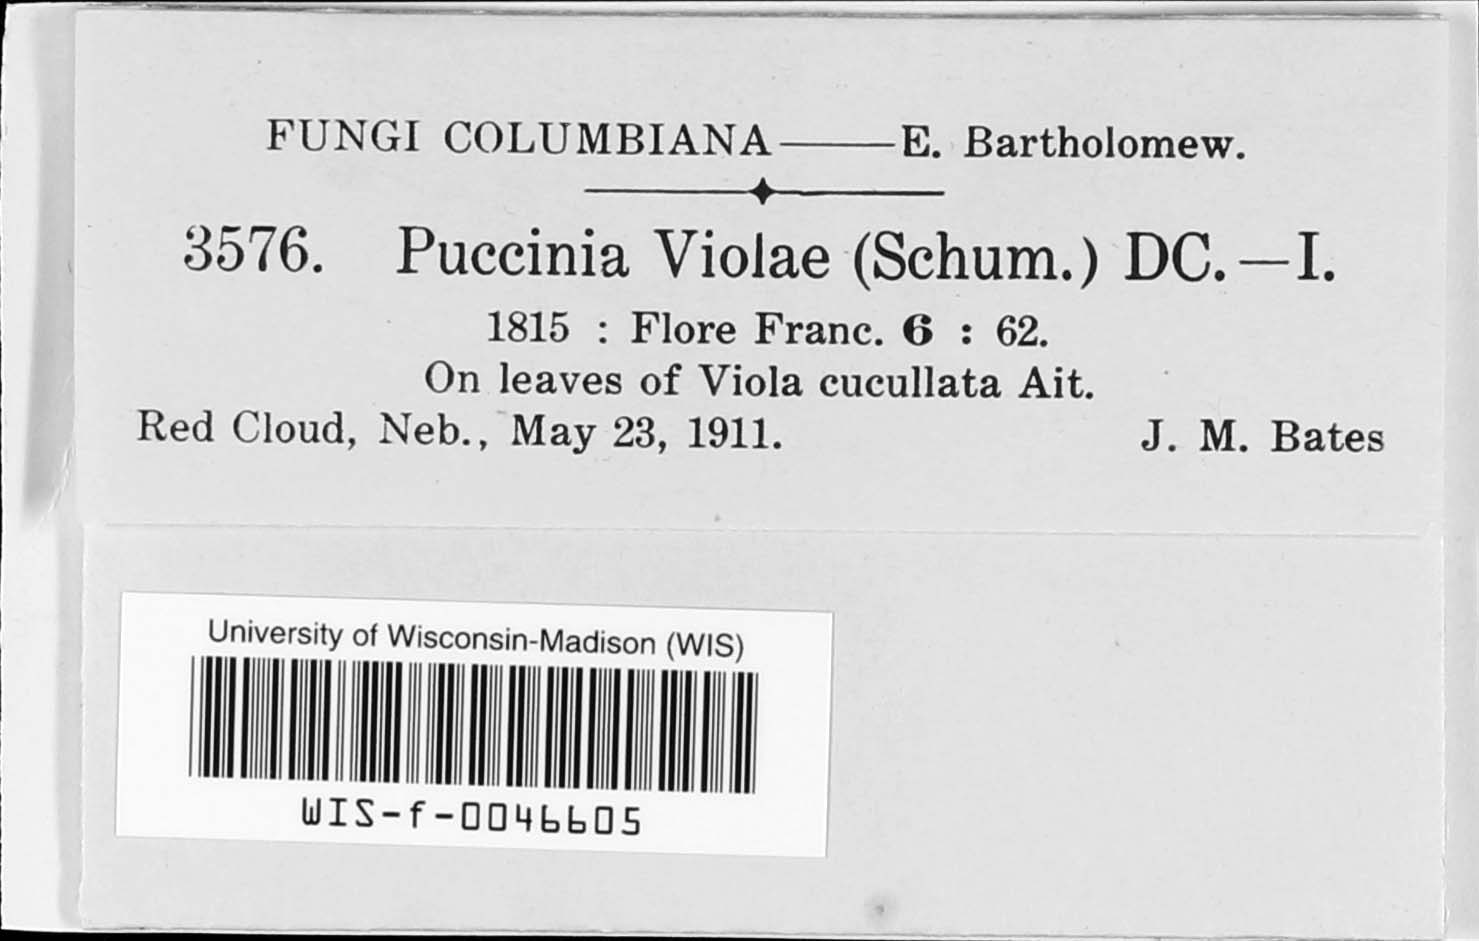 FUNGI COLUMBIANA——E. Bartholomew.
3576. Puccinia Violae (Schum.) DC.—I.
1815 : Flore Franc. 6 : 62.
On leaves of Viola cucullata Ait.
Red Cloud, Neb., May 23, 1911. J. M. Bates
University of Wisconsin-Madison (WIS)
WIS-f-0046605